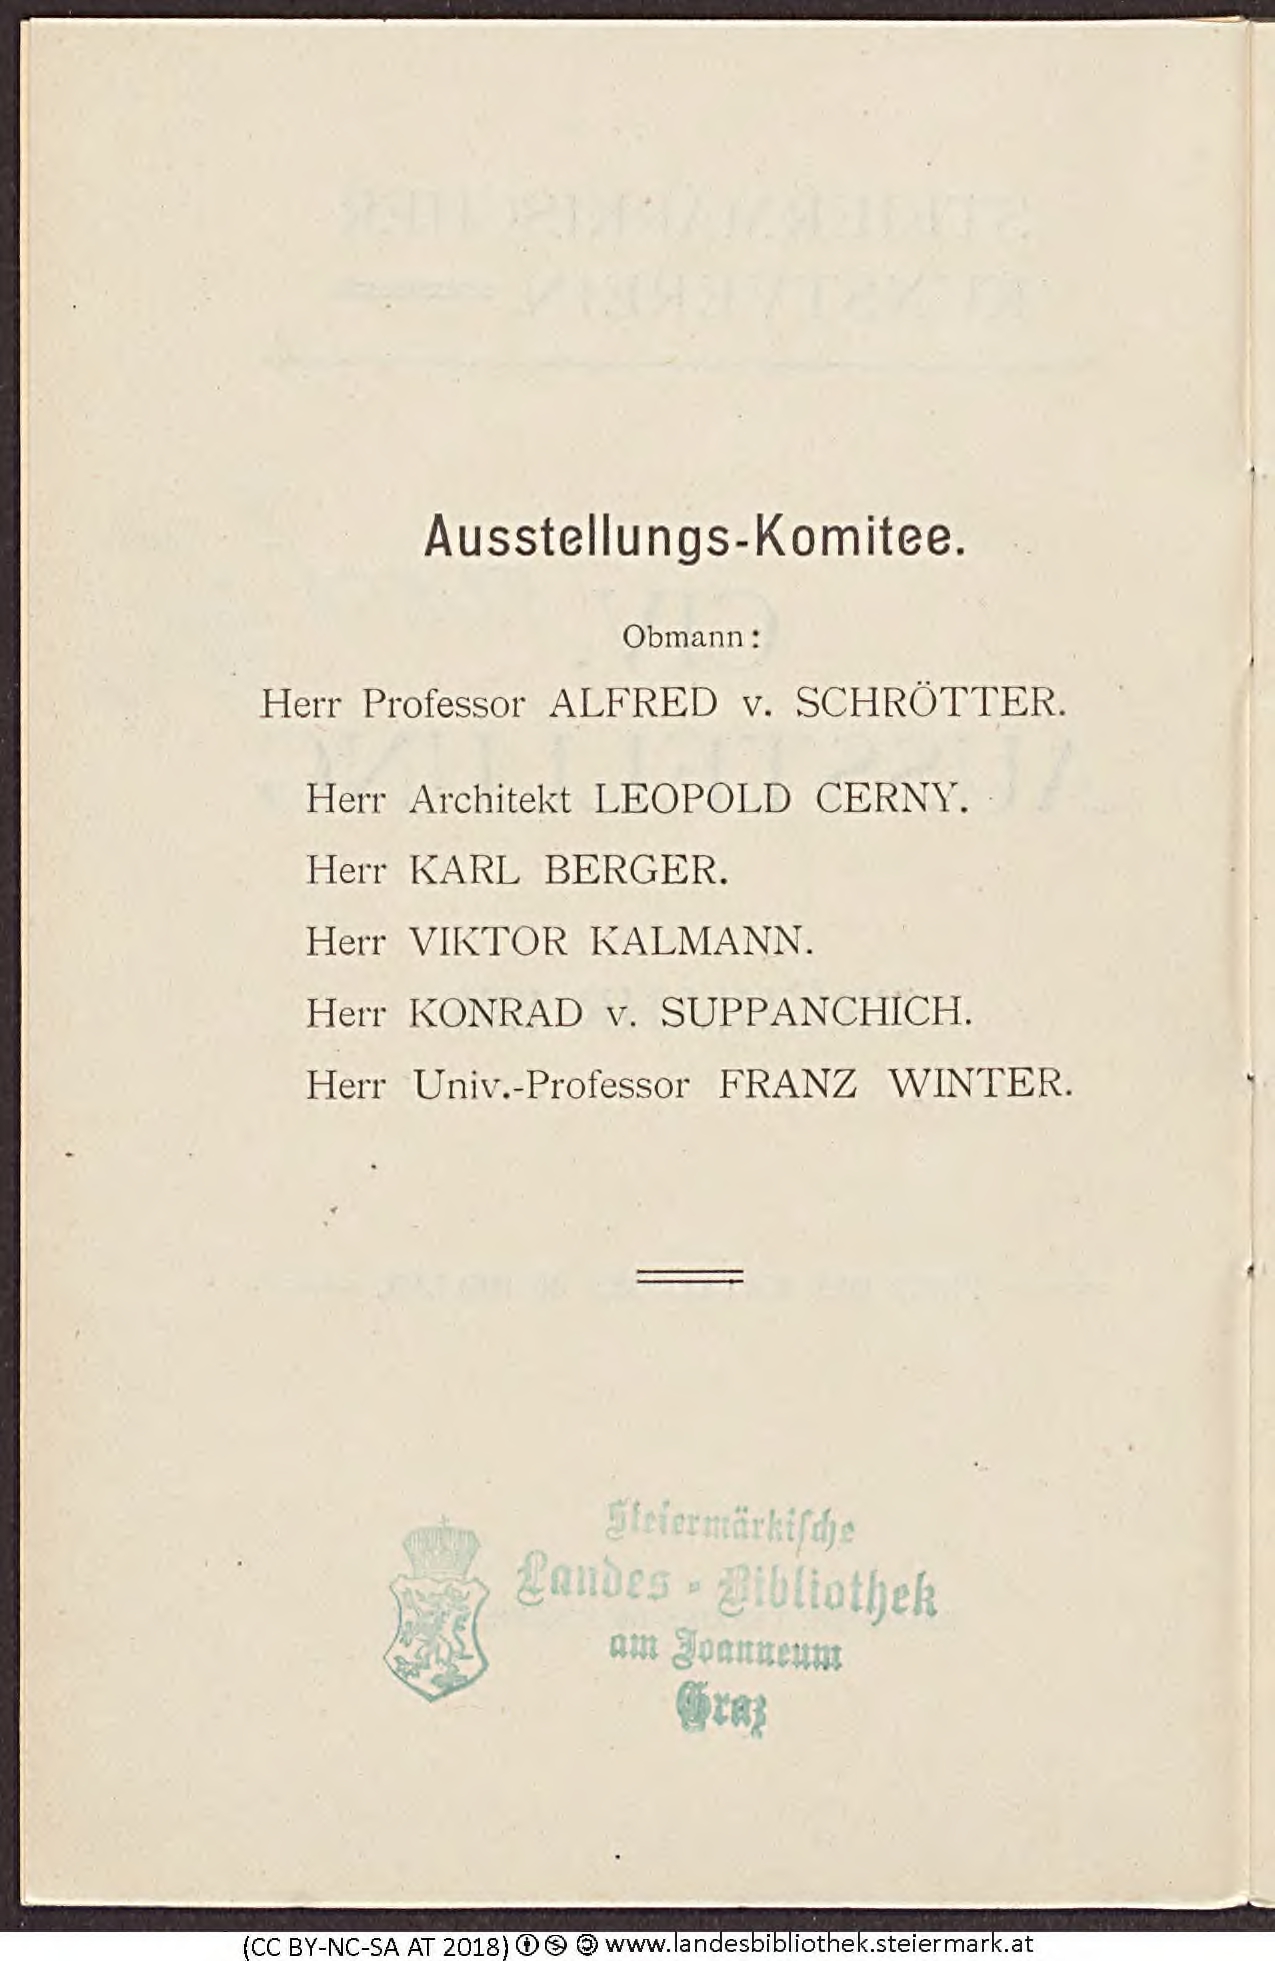 Ausstellungs-Komitee.
Obmann:
Herr Professor ALFRED v. SCHRÖTTER.
Herr Architekt LEOPOLD CERNY.
Herr KARL BERGER.
Herr VIKTOR KALMANN.
Herr KONRAD v. SUPPANCHICH.
Herr Univ.-Professor FRANZ WINTER.
Steiermärkische
Landes-Bibliothek
am Joanneum
Graz
(CC BY-NC-SA AT 2018) www.landesbibliothek.steiermark.at